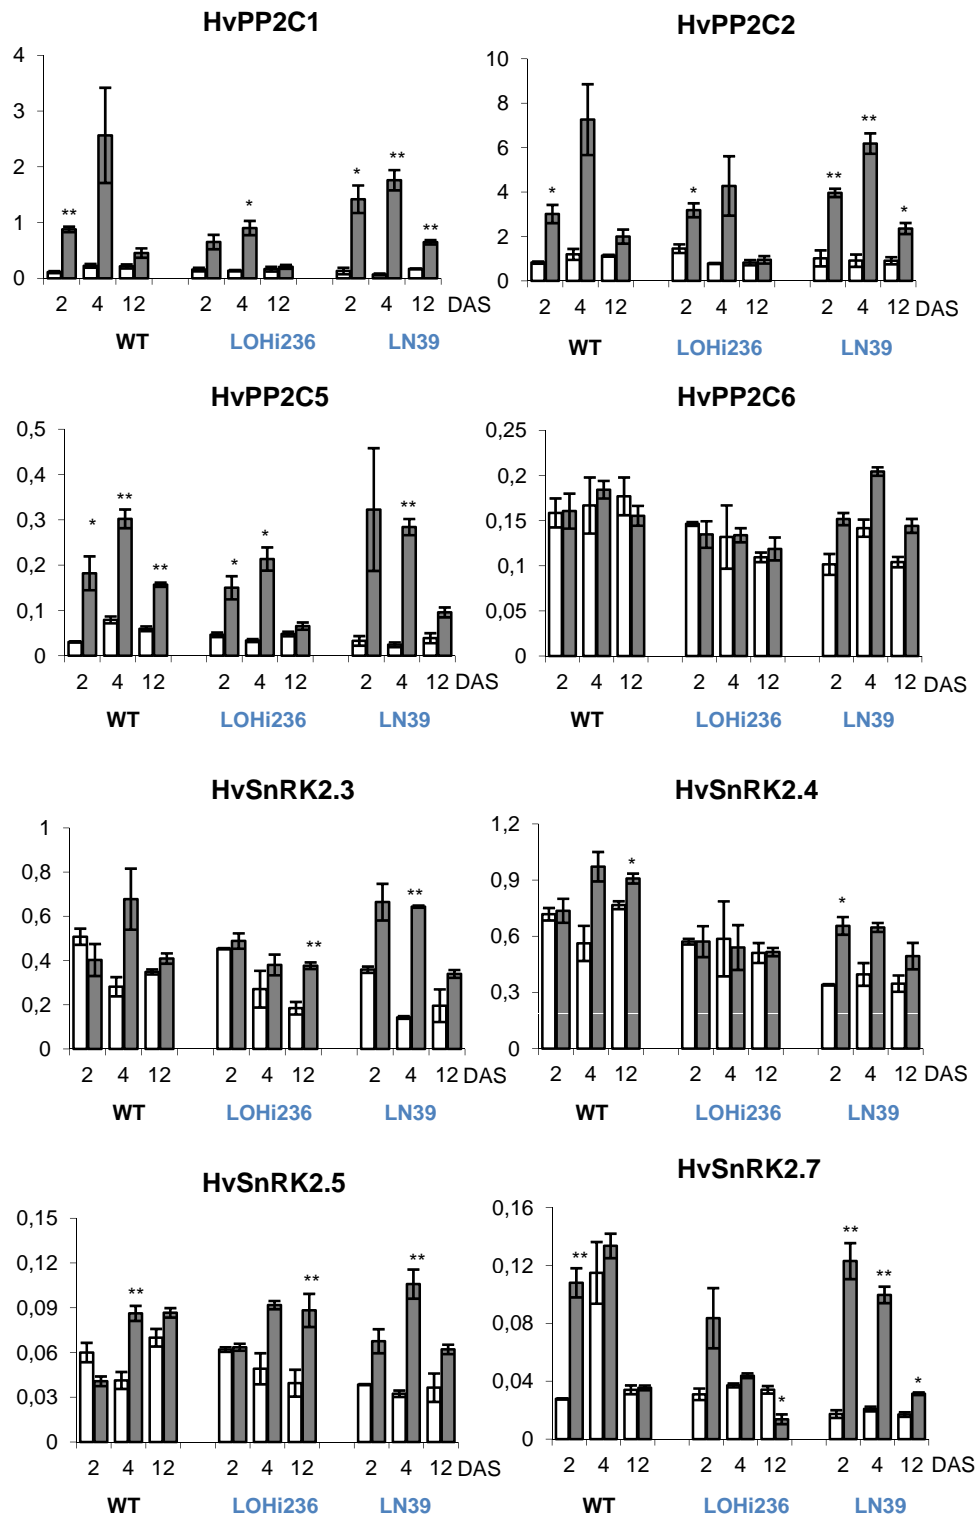 HvPP2C1
4
3
2
1
0
** * * ** **
2 4 12 2 4 12 2 4 12 DAS
WT LOHi236 LN39
HvPP2C2
10
8
6
4
2
0
* * ** ** *
2 4 12 2 4 12 2 4 12 DAS
WT LOHi236 LN39
HvPP2C5
0,5
0,4
0,3
0,2
0,1
0
* ** ** * * **
2 4 12 2 4 12 2 4 12 DAS
WT LOHi236 LN39
HvPP2C6
0,25
0,2
0,15
0,1
0,05
0
2 4 12 2 4 12 2 4 12
WT LOHi236 LN39
HvSnRK2.3
1
0,8
0,6
0,4
0,2
0
** **
2 4 12 2 4 12 2 4 12 DAS
WT LOHi236 LN39
HvSnRK2.4
1,2
0,9
0,6
0,3
0
* *
2 4 12 2 4 12 2 4 12 DAS
WT LOHi236 LN39
HvSnRK2.5
0,15
0,12
0,09
0,06
0,03
0
** ** **
2 4 12 2 4 12 2 4 12 DAS
WT LOHi236 LN39
HvSnRK2.7
0,16
0,12
0,08
0,04
0
** * ** ** *
2 4 12 2 4 12 2 4 12 DAS
WT LOHi236 LN39